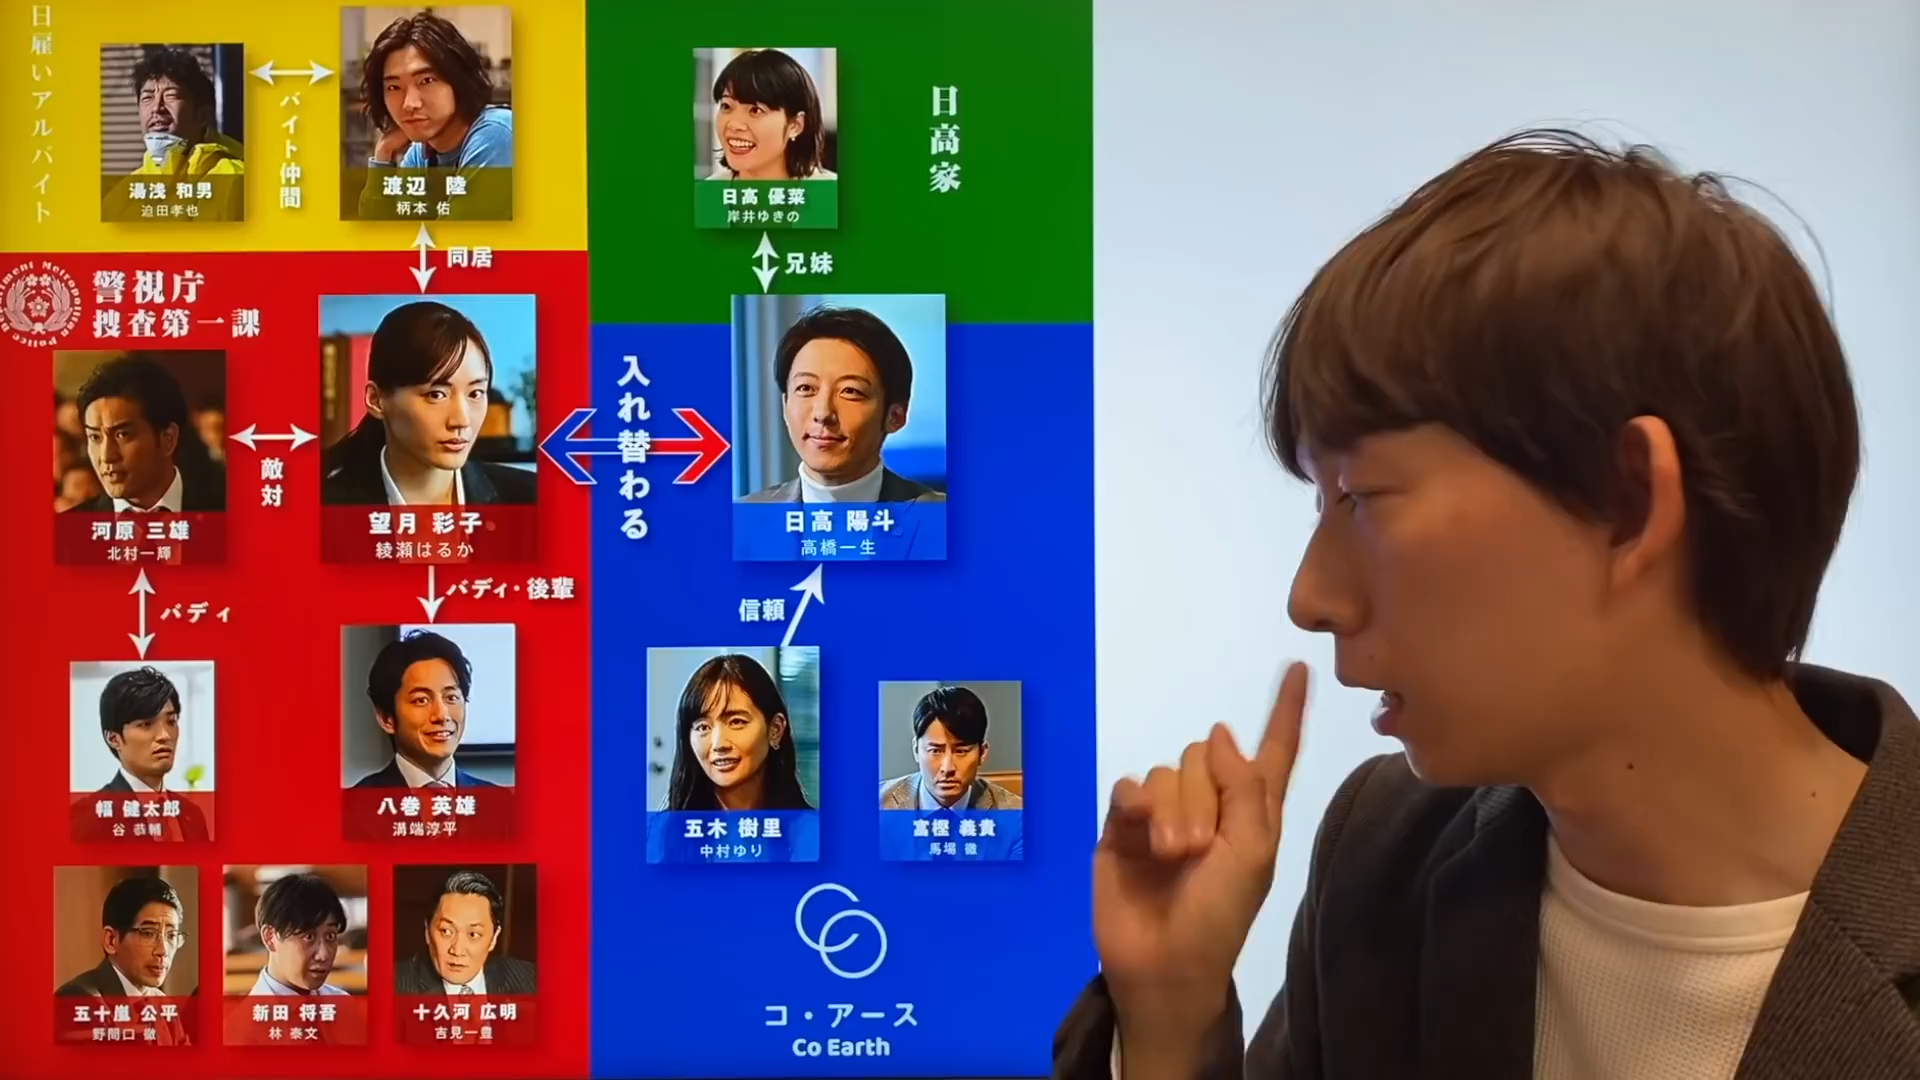 日雇いアルバイト
湯浅 和男
迫田孝也
バイト仲間
渡辺 陸
柄本 佑
同居
日高 優菜
岸井ゆきの
日高家
兄妹
Metropolitan Police Department
警視庁
捜査第一課
河原 三雄
北村一輝
敵対
望月 彩子
綾瀬はるか
入れ替わる
日高 陽斗
高橋一生
バディ
バディ・後輩
信頼
幅 健太郎
谷 恭輔
八巻 英雄
溝端淳平
五木 樹里
中村ゆり
富樫 義貴
馬場 徹
五十嵐 公平
野間口 徹
新田 将吾
林 泰文
十久河 広明
吉見一豊
コ・アース
Co Earth